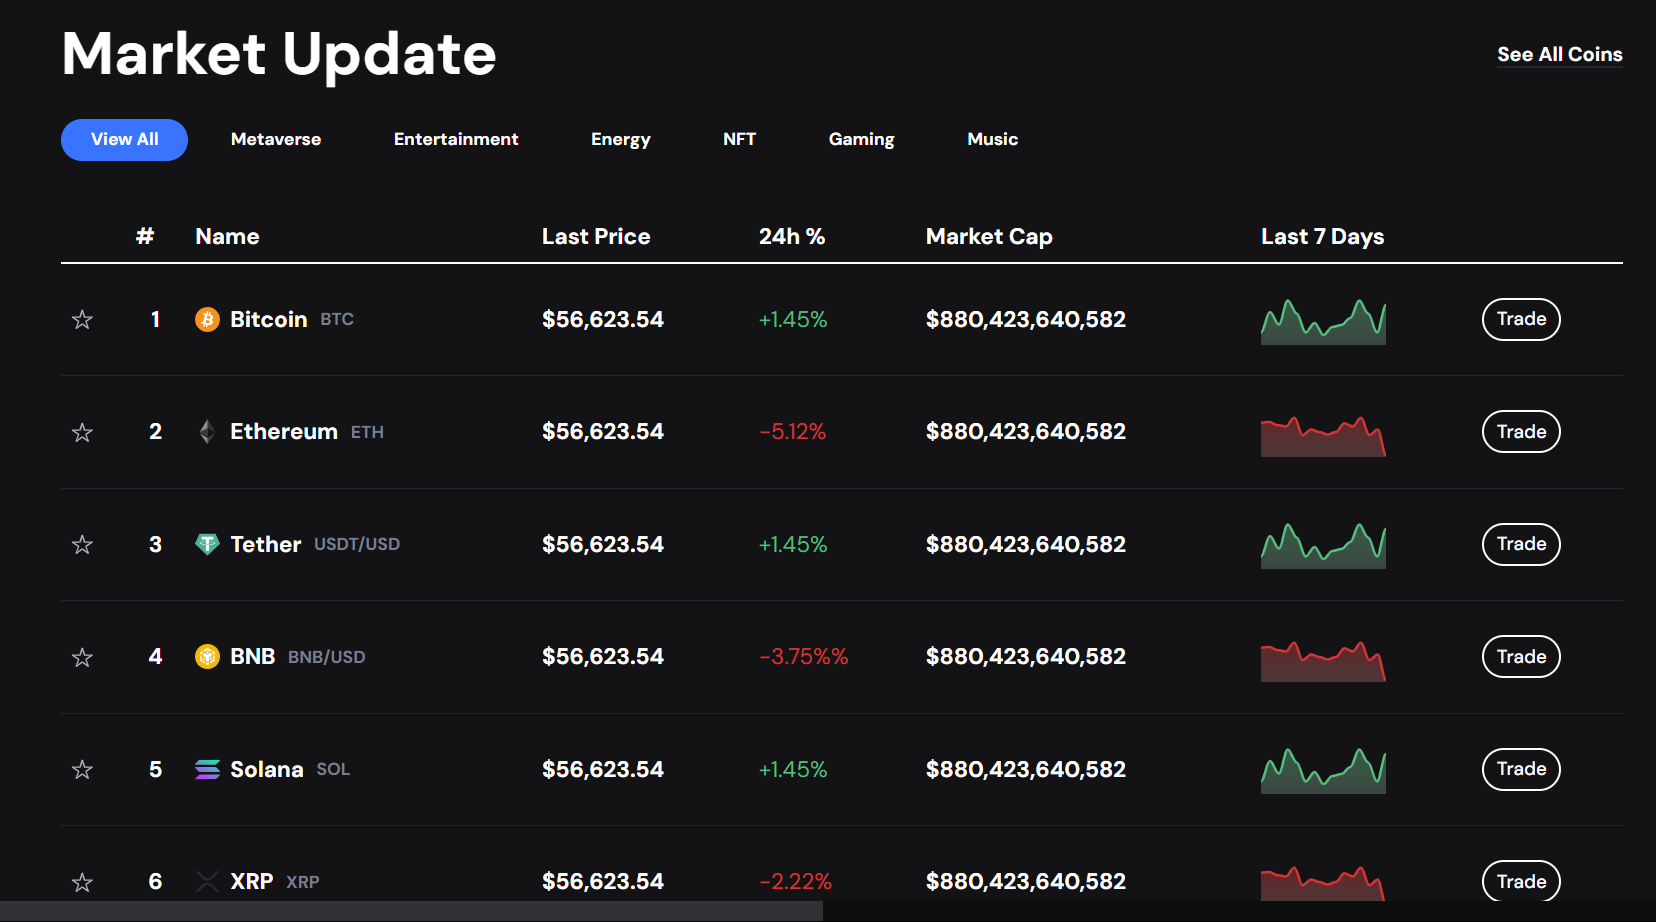 Market Update
See All Coins
View All Metaverse Entertainment Energy NFT Gaming Music
# Name Last Price 24h % Market Cap Last 7 Days
1 Bitcoin BTC $56,623.54 +1.45% $880,423,640,582 Trade
2 Ethereum ETH $56,623.54 -5.12% $880,423,640,582 Trade
3 Tether USDT/USD $56,623.54 +1.45% $880,423,640,582 Trade
4 BNB BNB/USD $56,623.54 -3.75%% $880,423,640,582 Trade
5 Solana SOL $56,623.54 +1.45% $880,423,640,582 Trade
6 XRP XRP $56,623.54 -2.22% $880,423,640,582 Trade